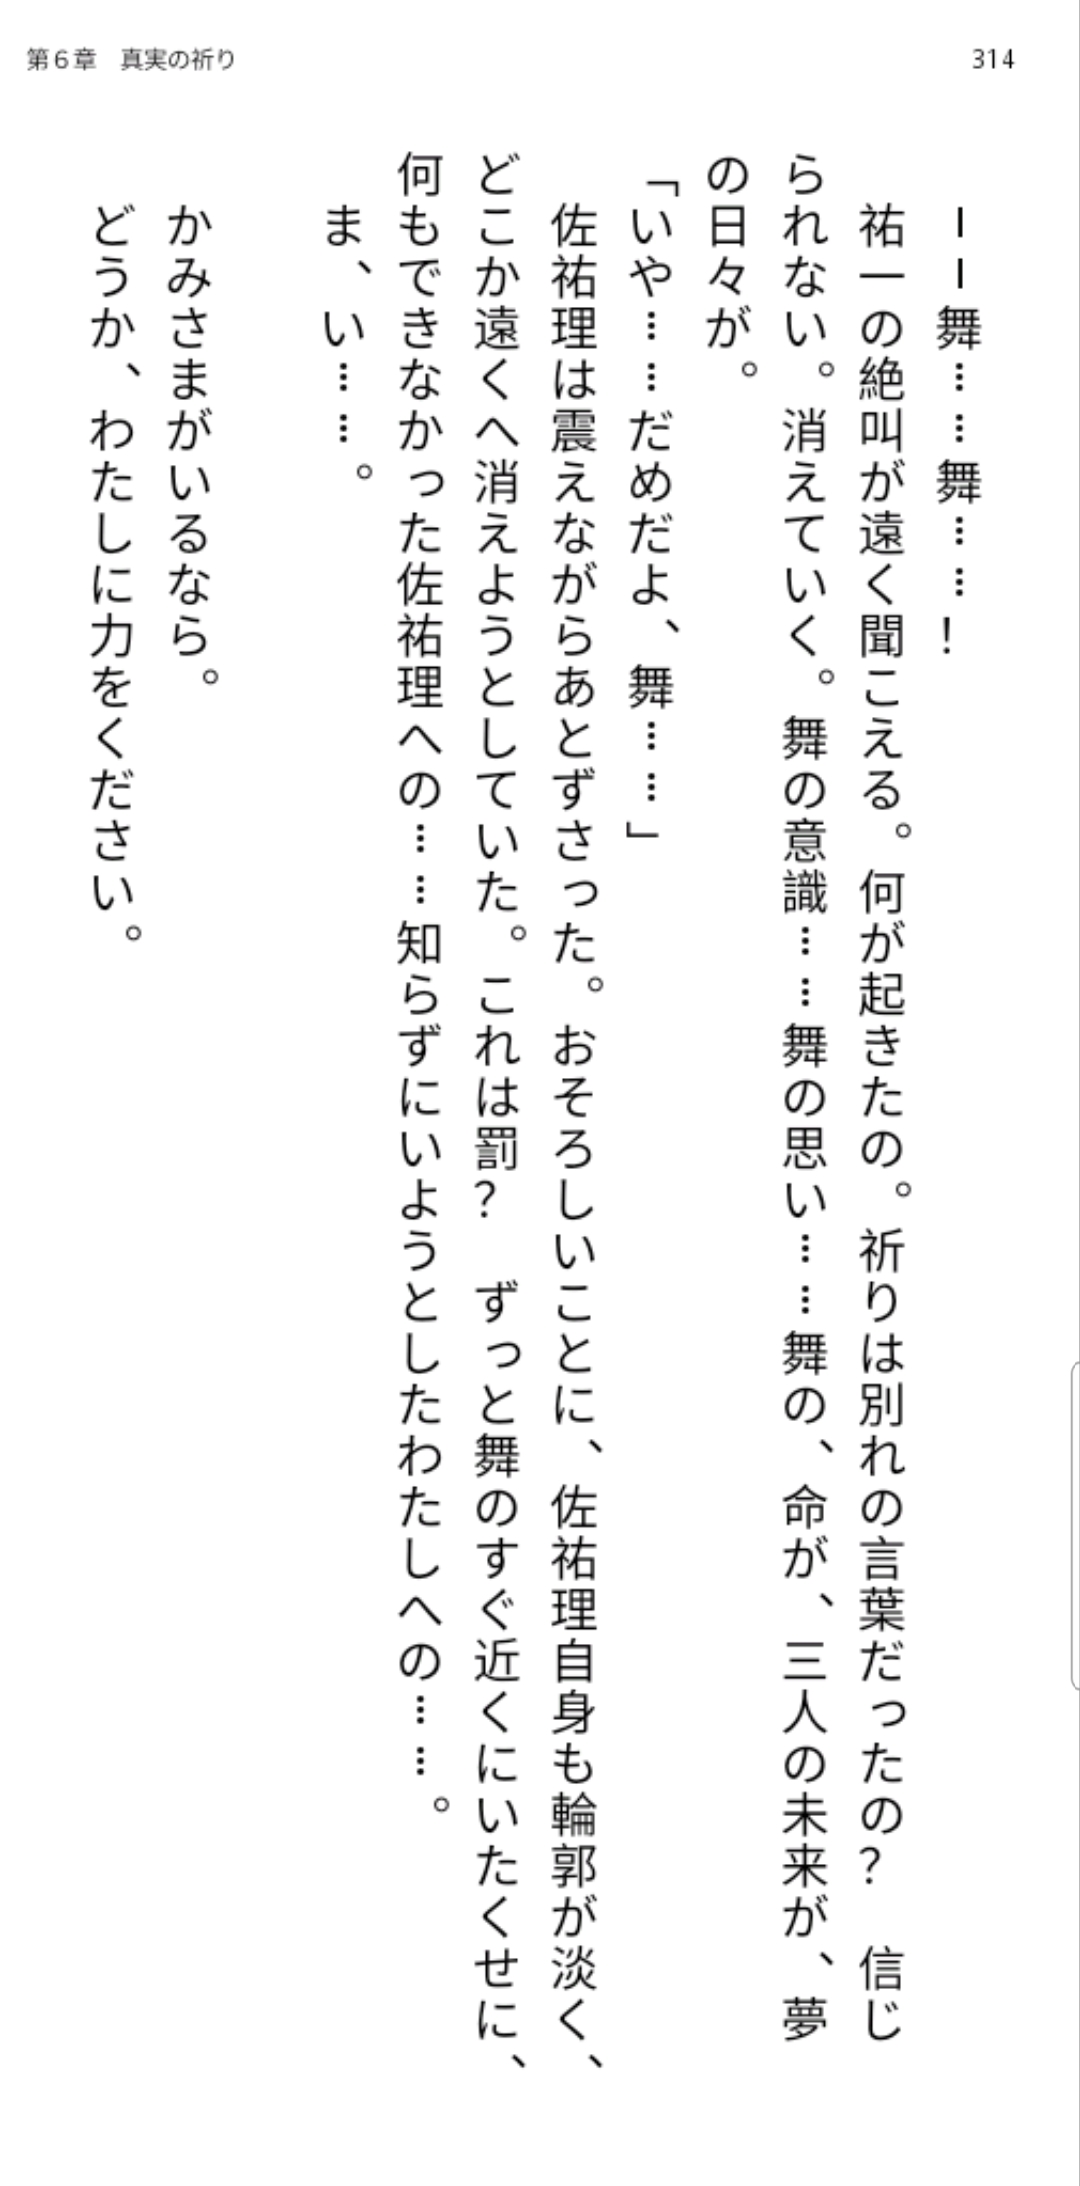 第6章　真実の祈り
314
ーー舞……舞……！
祐一の絶叫が遠く聞こえる。何が起きたの。祈りは別れの言葉だったの？　信じ
られない。消えていく。舞の意識……舞の思い……舞の、命が、三人の未来が、夢
の日々が。
「いや……だめだよ、舞……」
佐祐理は震えながらあとずさった。おそろしいことに、佐祐理自身も輪郭が淡く、
どこか遠くへ消えようとしていた。これは罰？　ずっと舞のすぐ近くにいたくせに、
何もできなかった佐祐理への……知らずにいようとしたわたしへの……。
ま、い……。
かみさまがいるなら。
どうか、わたしに力をください。